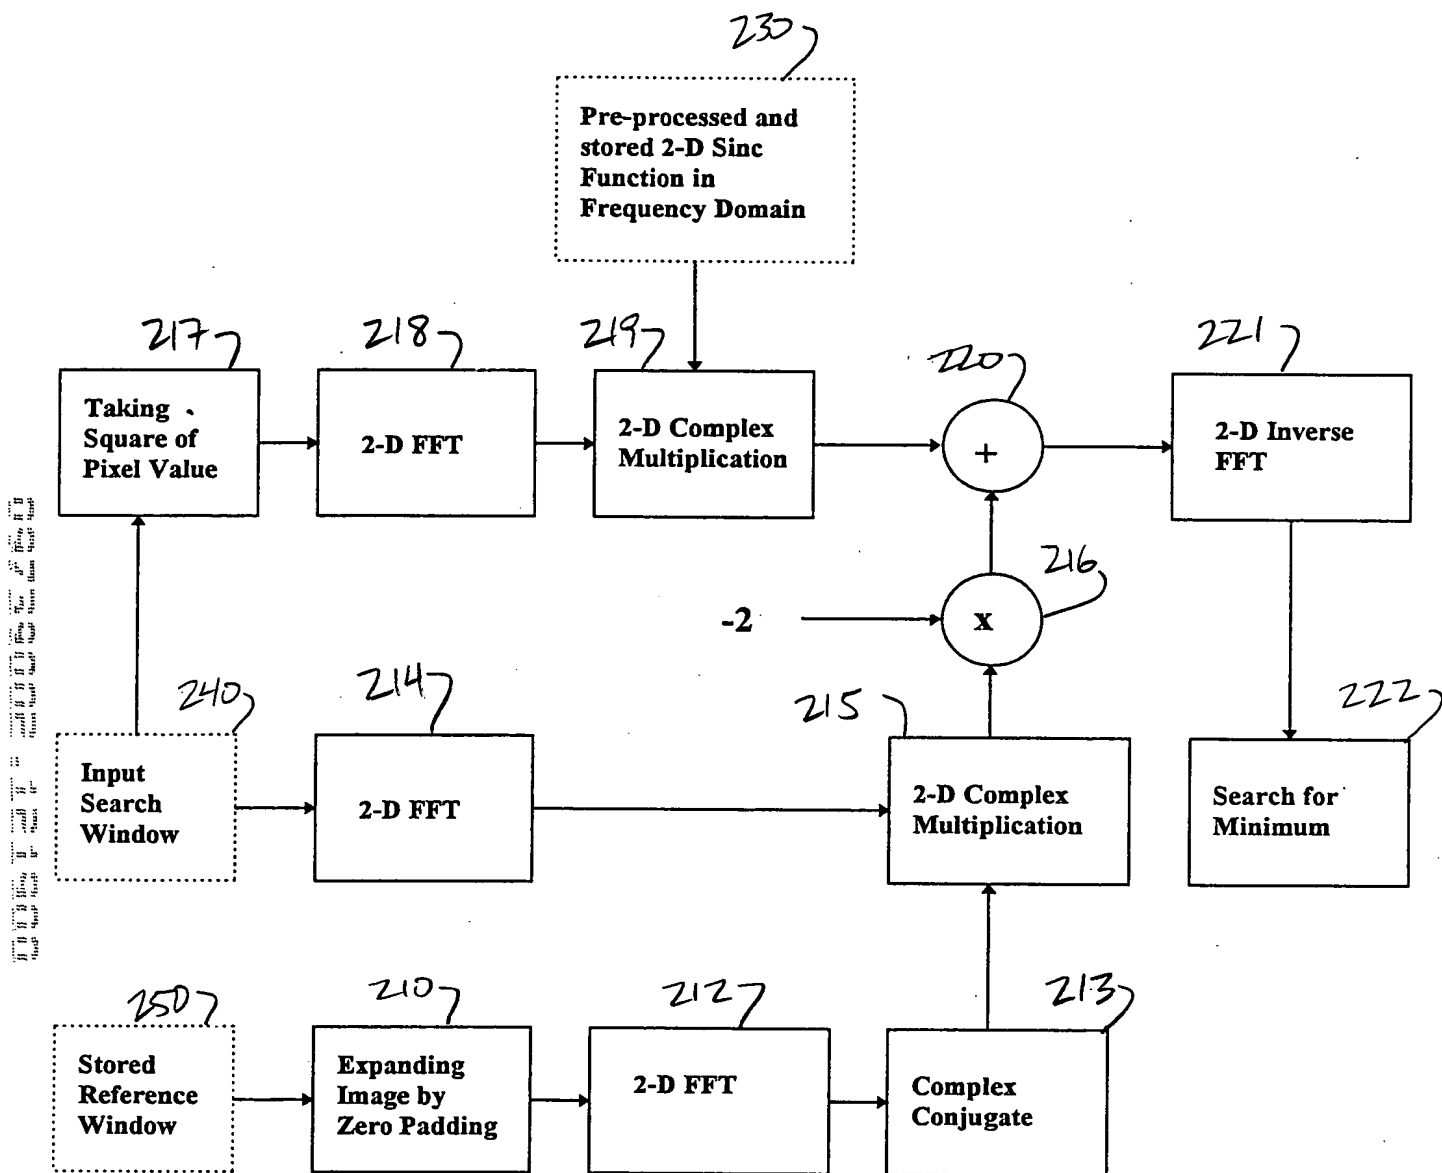 230
Pre-processed and
stored 2-D Sinc
Function in
Frequency Domain
217
218
219
220
221
Taking
Square of
Pixel Value
2-D FFT
2-D Complex
Multiplication
+
2-D Inverse
FFT
216
-2
x
240
214
215
222
Input
Search
Window
2-D FFT
2-D Complex
Multiplication
Search for
Minimum
250
210
212
213
Stored
Reference
Window
Expanding
Image by
Zero Padding
2-D FFT
Complex
Conjugate